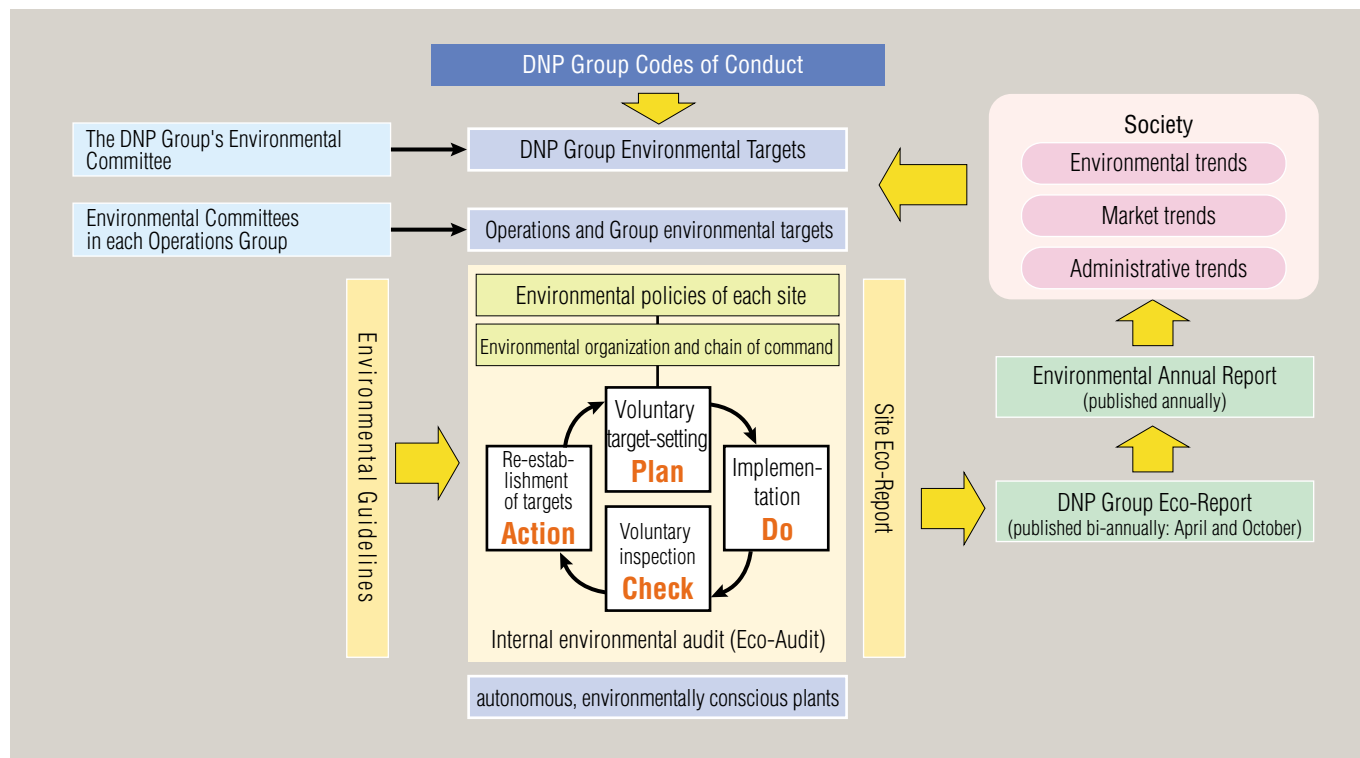 DNP Group Codes of Conduct
The DNP Group's Environmental
Committee
DNP Group Environmental Targets
Environmental Committees
in each Operations Group
Operations and Group environmental targets
Society
Environmental trends
Market trends
Administrative trends
Environmental Guidelines
Environmental policies of each site
Environmental organization and chain of command
Voluntary
target-setting
Plan
Implemen-
tation
Do
Voluntary
inspection
Check
Re-estab-
lishment
of targets
Action
Internal environmental audit (Eco-Audit)
Site Eco-Report
Environmental Annual Report
(published annually)
DNP Group Eco-Report
(published bi-annually: April and October)
autonomous, environmentally conscious plants